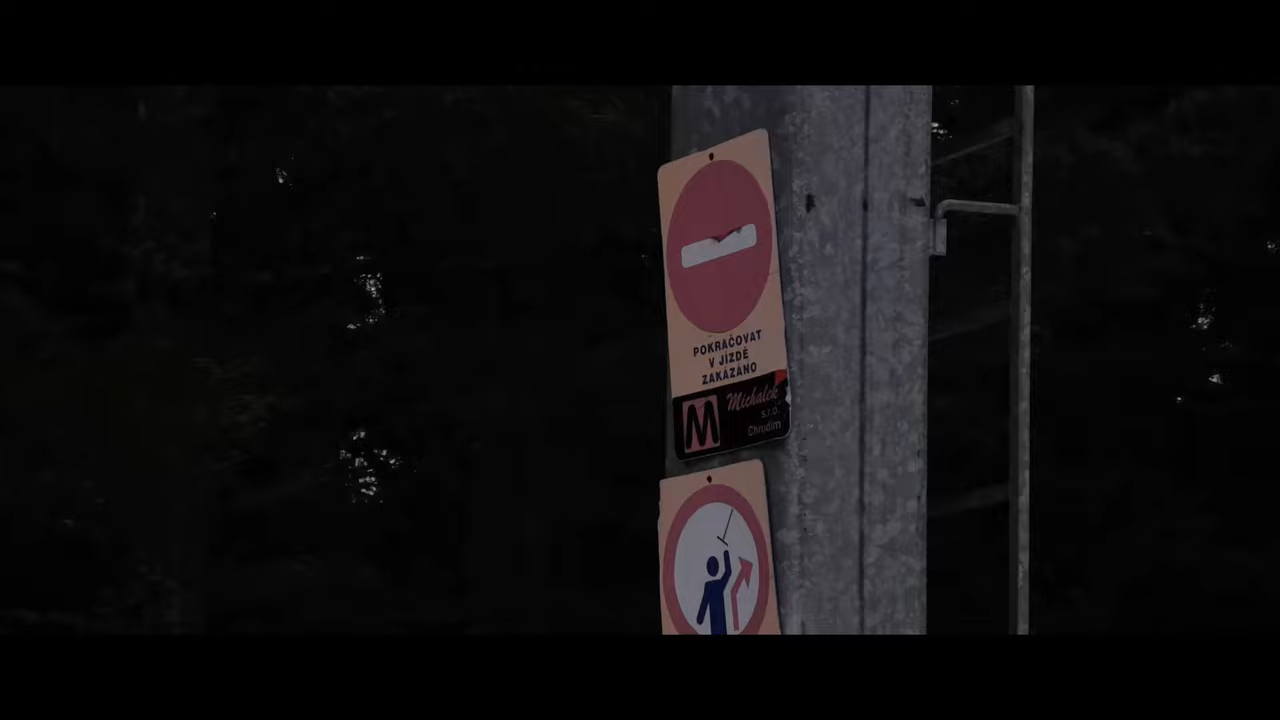 POKRAČOVAT
V JÍZDĚ
ZAKÁZÁNO
M
Michálek
s.r.o.
Chrudim